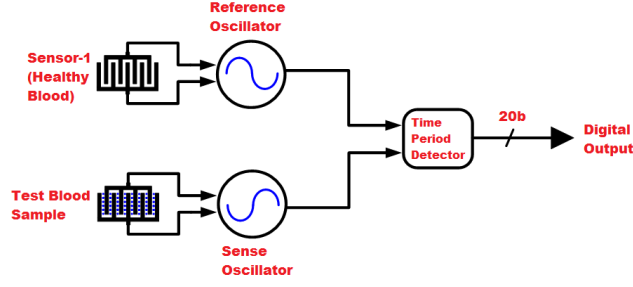 Reference
Oscillator
Sensor-1
(Healthy
Blood)
Time
Period
Detector
20b
Digital
Output
Test Blood
Sample
Sense
Oscillator